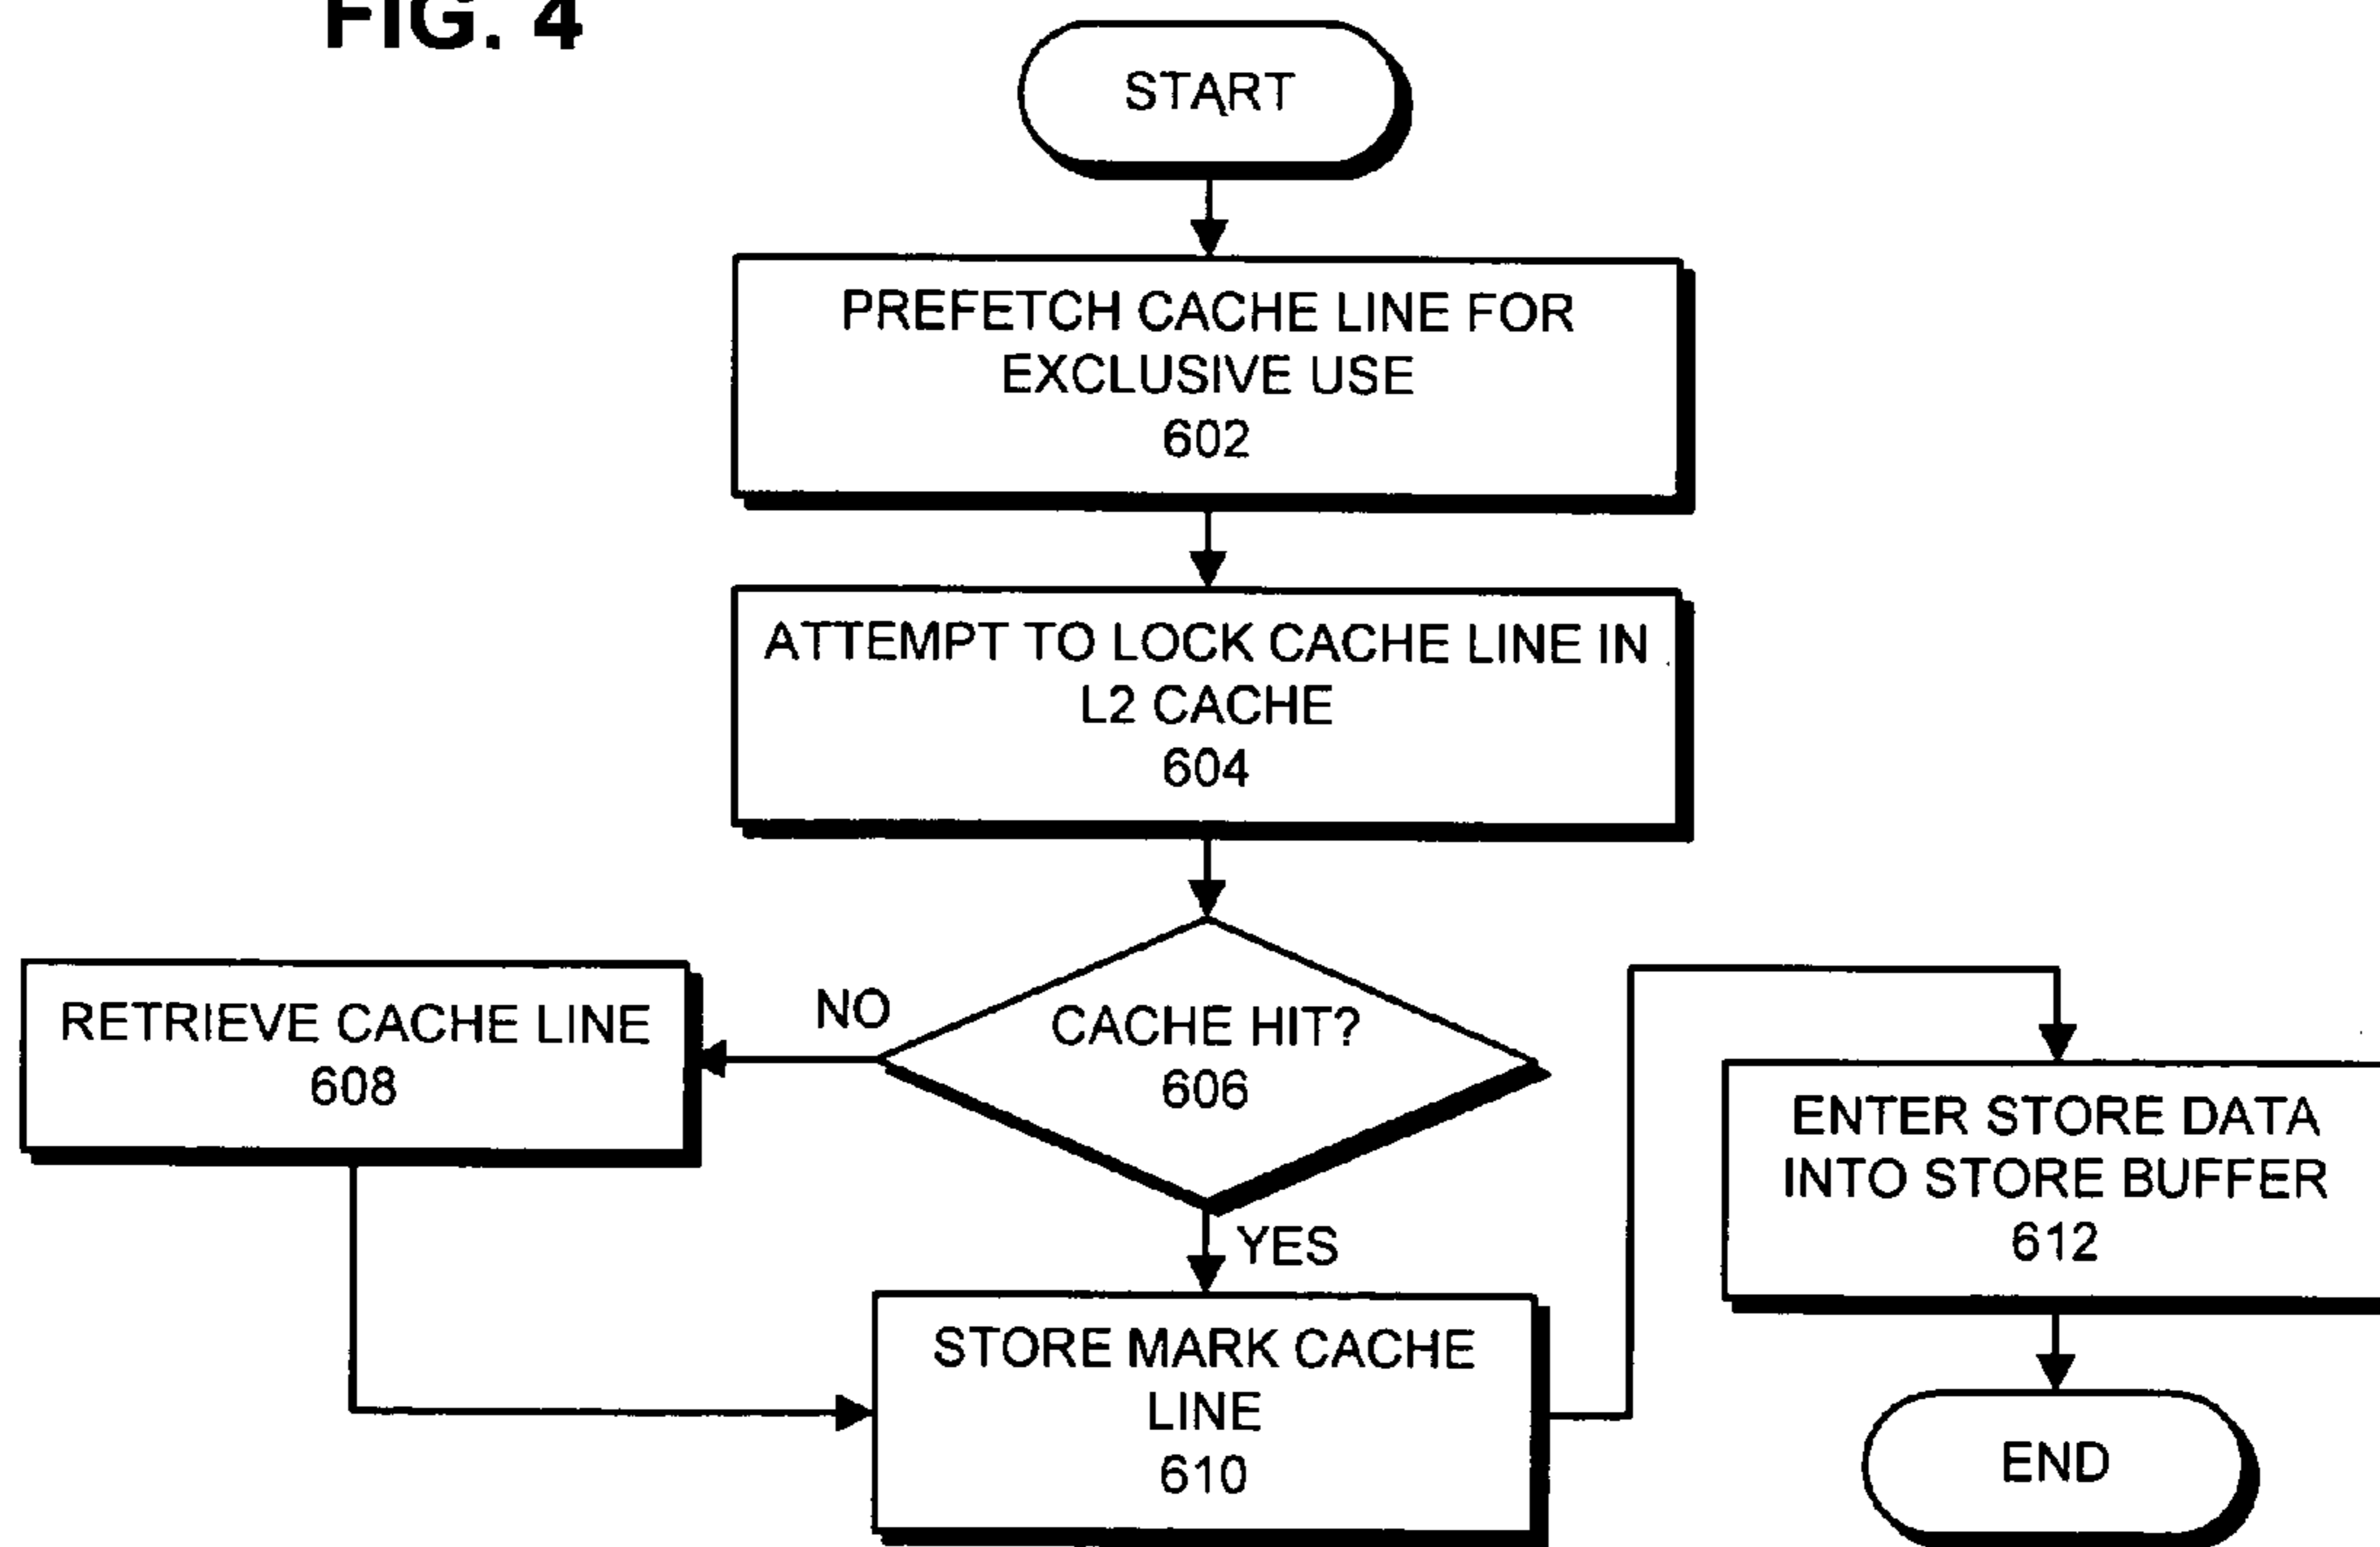 FIG. 4
START
PREFETCH CACHE LINE FOR
EXCLUSIVE USE
602
ATTEMPT TO LOCK CACHE LINE IN
L2 CACHE
604
RETRIEVE CACHE LINE
608
NO
CACHE HIT?
606
YES
STORE MARK CACHE
LINE
610
ENTER STORE DATA
INTO STORE BUFFER
612
END